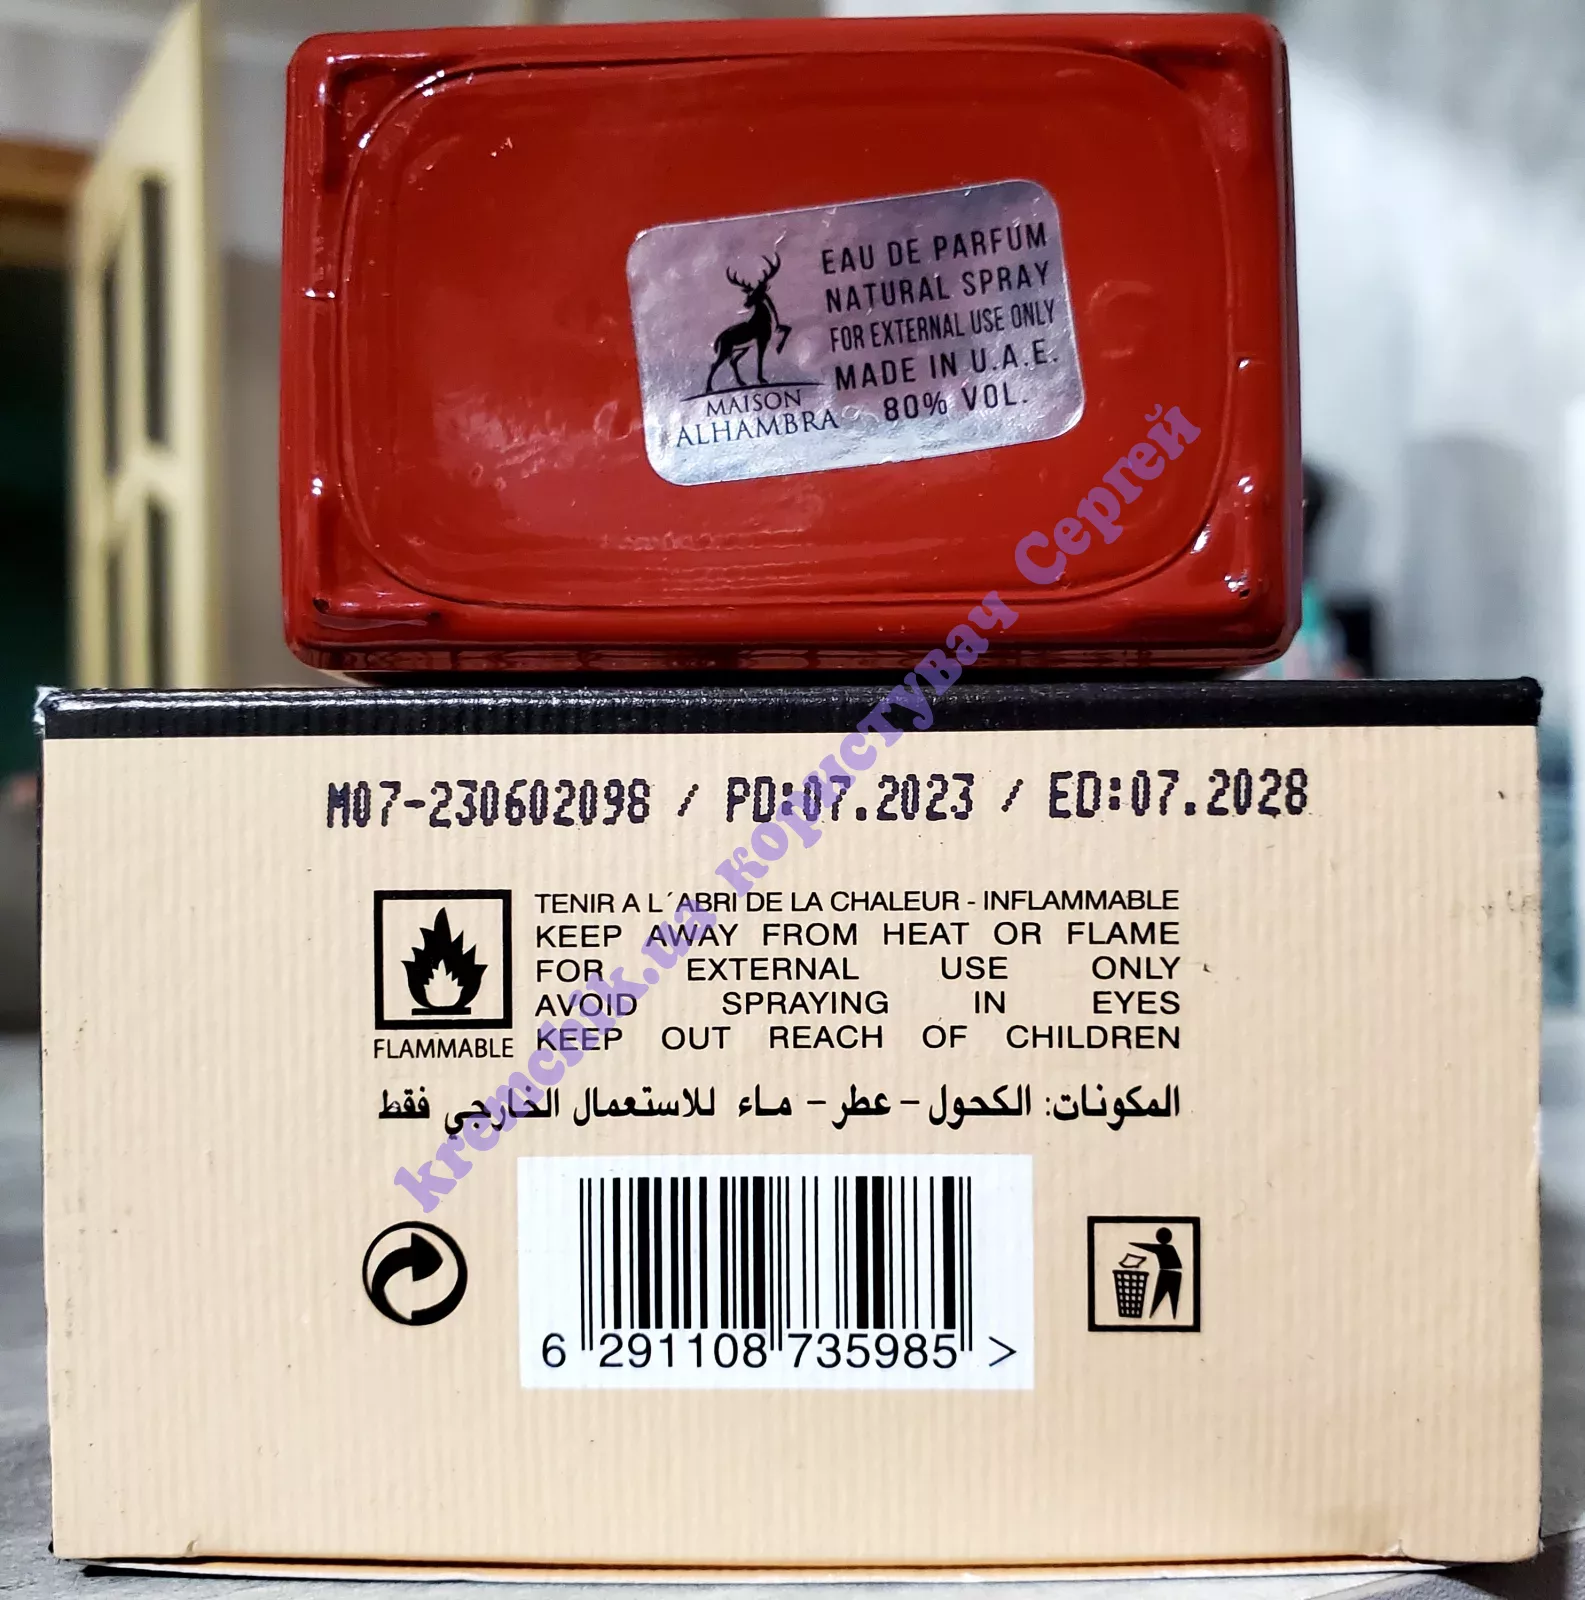 EAU DE PARFUM
NATURAL SPRAY
FOR EXTERNAL USE ONLY
MADE IN U.A.E.
80% VOL.
MAISON
ALHAMBRA
M07-230602098 / PD:07.2023 / ED:07.2028
TENIR A L´ABRI DE LA CHALEUR - INFLAMMABLE
KEEP AWAY FROM HEAT OR FLAME
FOR EXTERNAL USE ONLY
AVOID SPRAYING IN EYES
KEEP OUT REACH OF CHILDREN
FLAMMABLE
المكونات: الكحول - عطر - ماء للاستعمال الخارجي فقط
6 291108 735985 >
kremchik.ua користувач Сергей